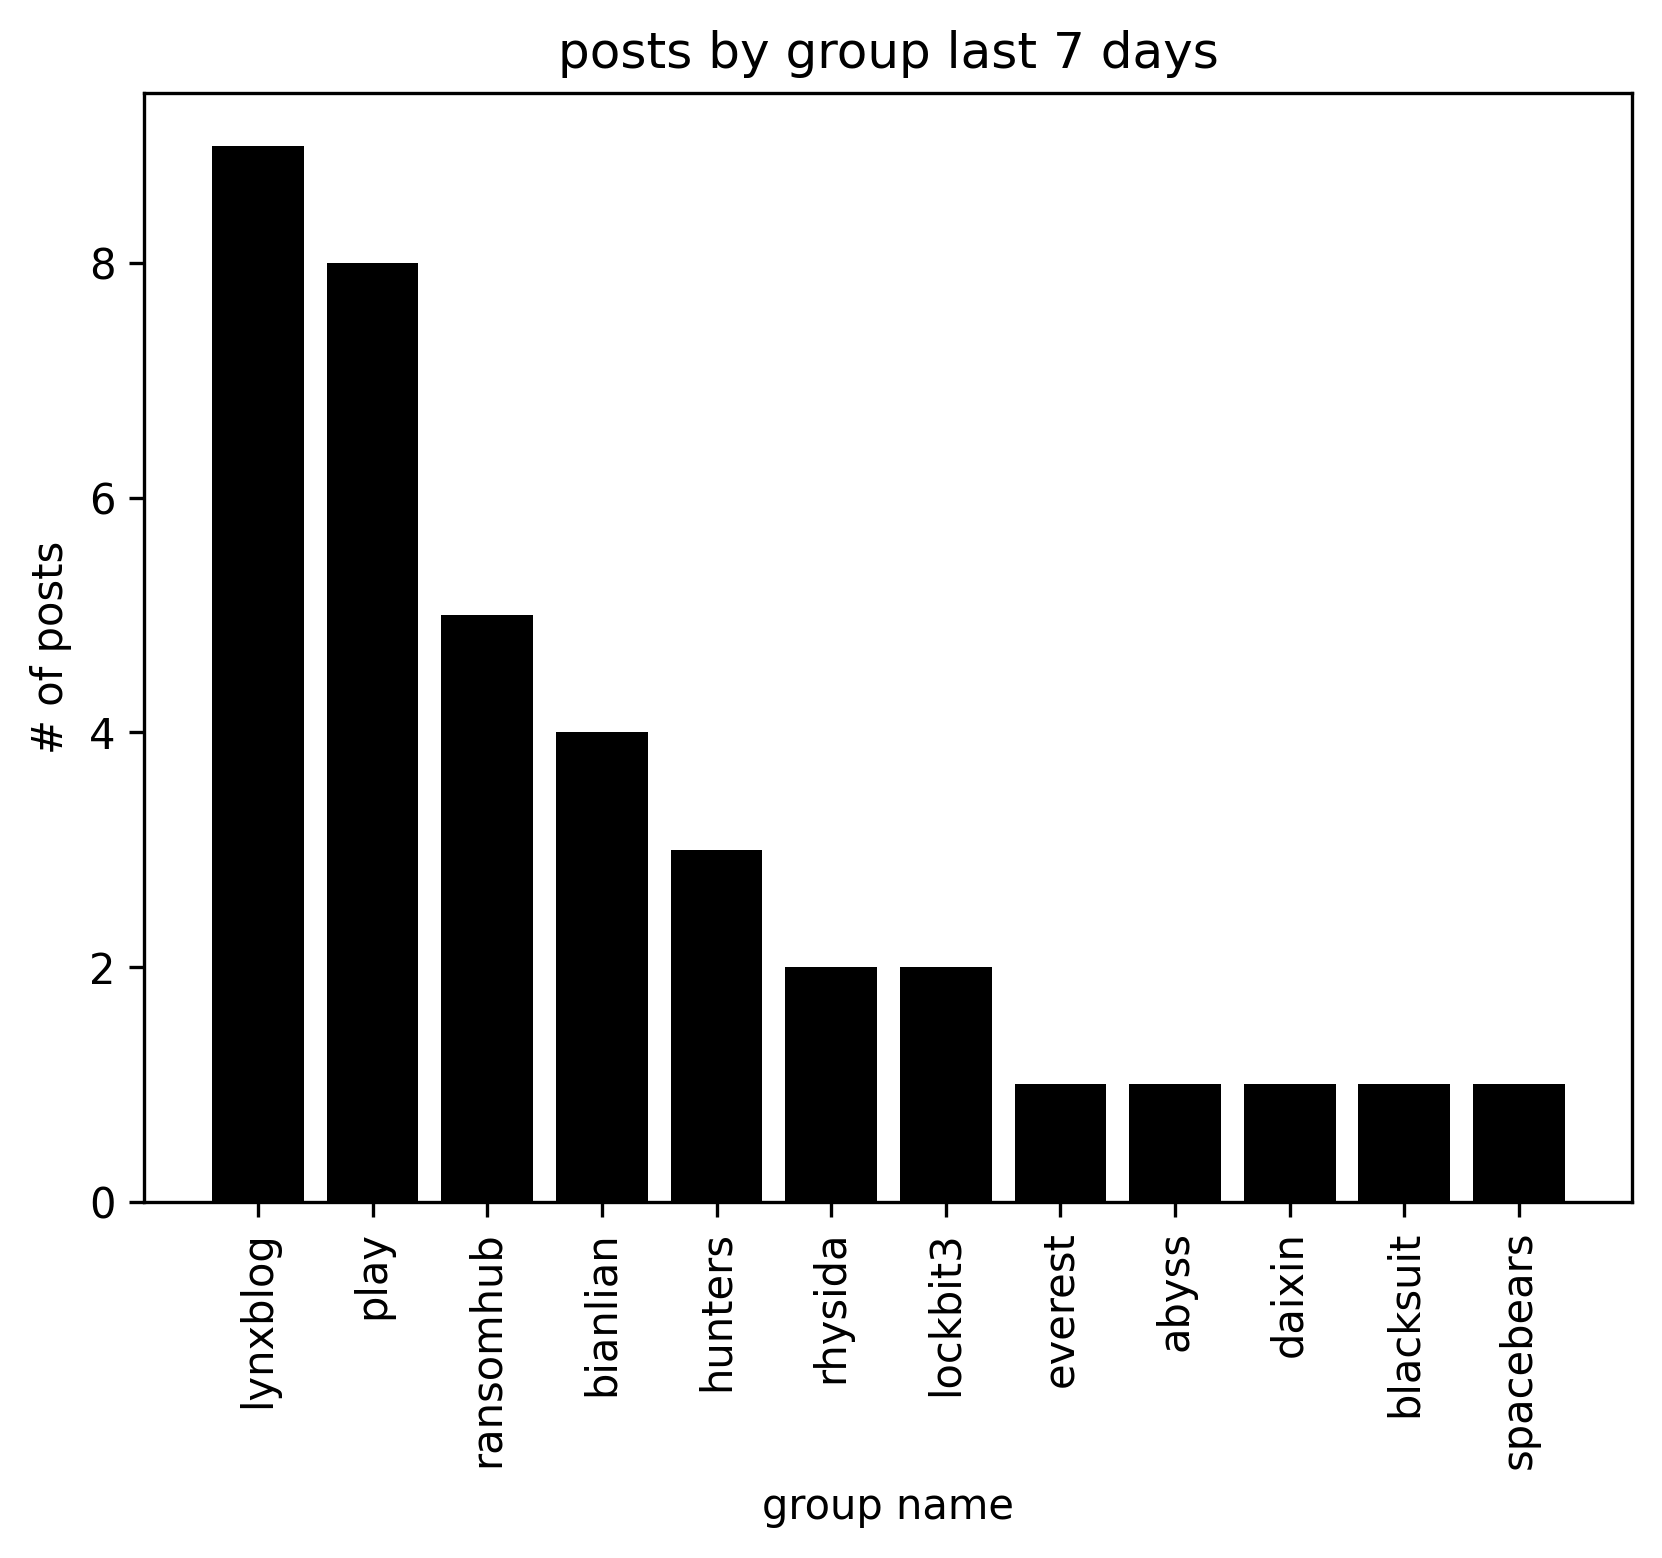 posts by group last 7 days
# of posts
8
6
4
2
0
lynxblog
play
ransomhub
bianlian
hunters
rhysida
lockbit3
everest
abyss
daixin
blacksuit
spacebears
group name